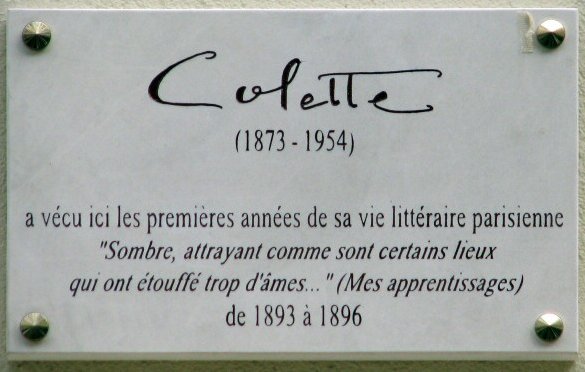 Colette
(1873 - 1954)
a vécu ici les premières années de sa vie littéraire parisienne
"Sombre, attrayant comme sont certains lieux
qui ont étouffé trop d'âmes..." (Mes apprentissages)
de 1893 à 1896